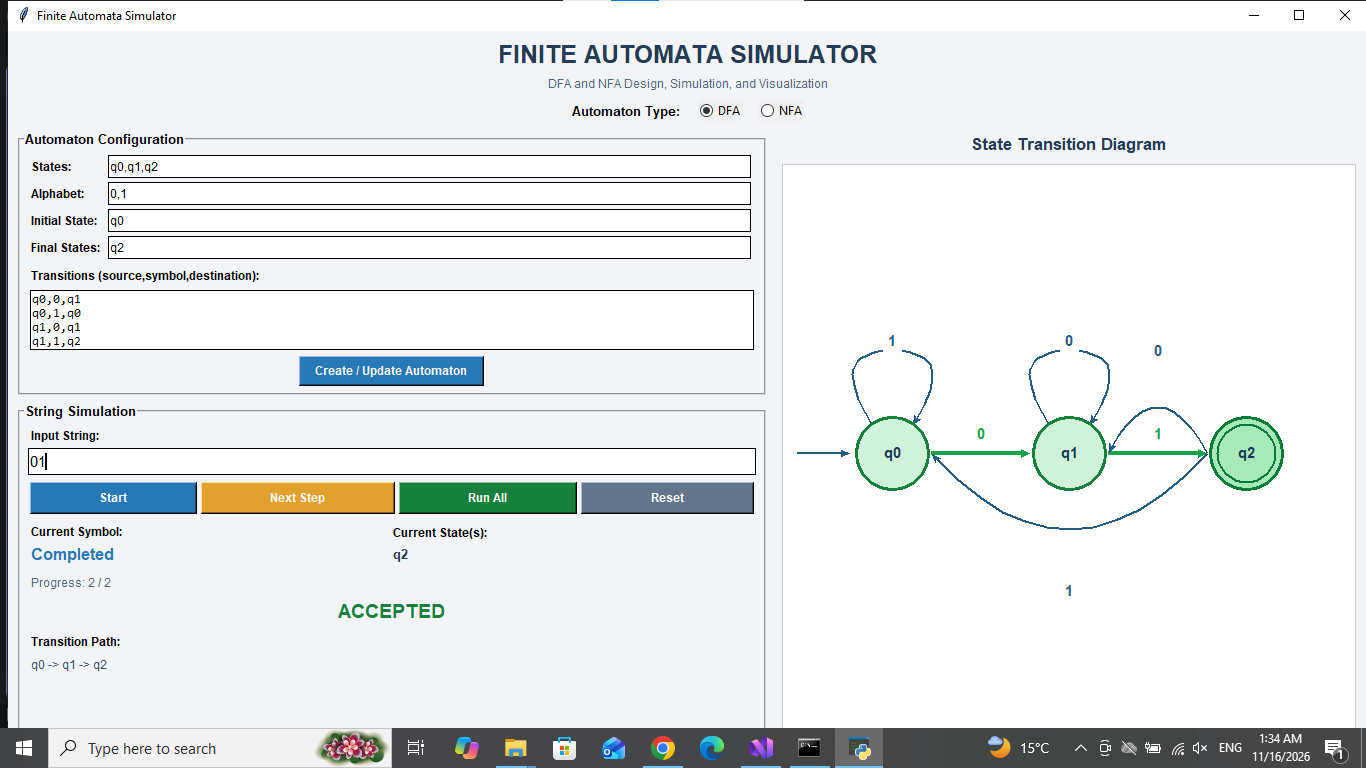 Finite Automata Simulator
FINITE AUTOMATA SIMULATOR
DFA and NFA Design, Simulation, and Visualization
Automaton Type: DFA NFA
Automaton Configuration
States: q0,q1,q2
Alphabet: 0,1
Initial State: q0
Final States: q2
Transitions (source,symbol,destination):
q0,0,q1
q0,1,q0
q1,0,q1
q1,1,q2
Create / Update Automaton
String Simulation
Input String:
01
Start Next Step Run All Reset
Current Symbol: Current State(s):
Completed q2
Progress: 2 / 2
ACCEPTED
Transition Path:
q0 -> q1 -> q2
State Transition Diagram
1 0 0
0 1
q0 q1 q2
1
Type here to search
15°C
ENG
1:34 AM
11/16/2026
1